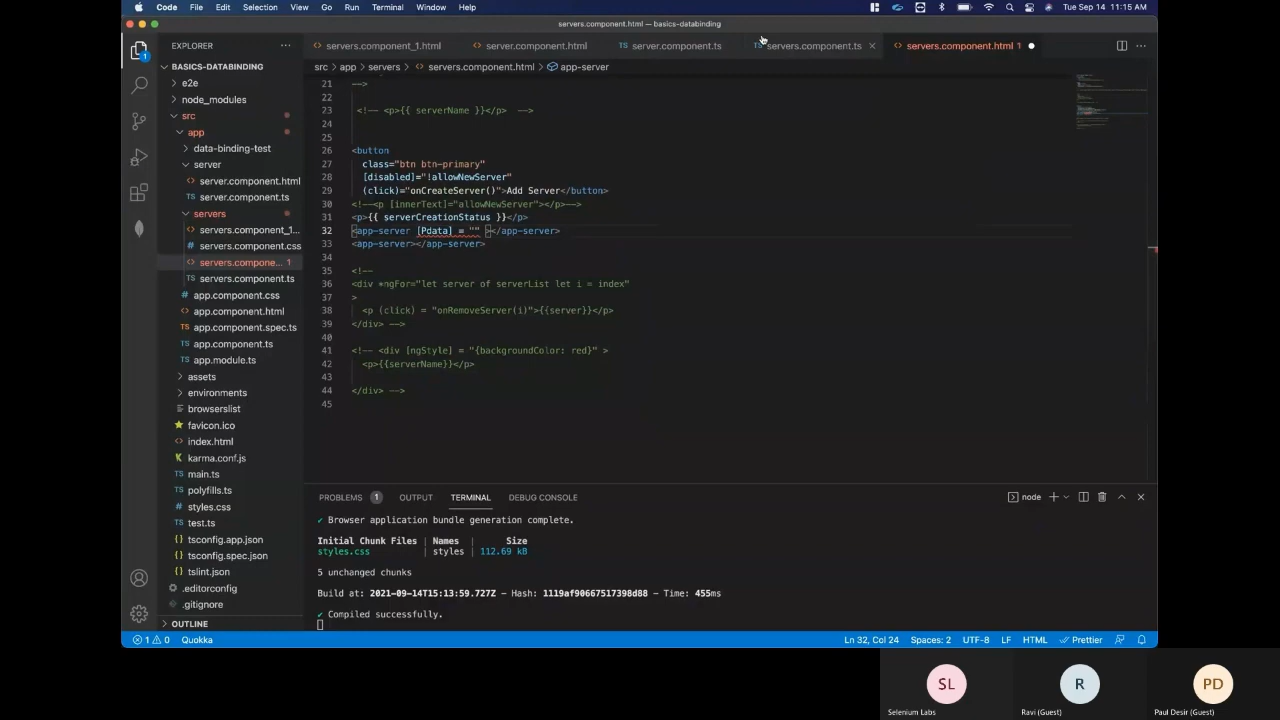 Code File Edit Selection View Go Run Terminal Window Help Tue Sep 14 11:15 AM
servers.component.html — basics-databinding
EXPLORER
servers.component_1.html server.component.html server.component.ts servers.component.ts servers.component.html 1
BASICS-DATABINDING
src > app > servers > servers.component.html > app-server
e2e
node_modules
src
app
data-binding-test
server
server.component.html
server.component.ts
servers
servers.component_1...
servers.component.css
servers.compone... 1
servers.component.ts
app.component.css
app.component.html
app.component.spec.ts
app.component.ts
app.module.ts
assets
environments
browserslist
favicon.ico
index.html
karma.conf.js
main.ts
polyfills.ts
styles.css
test.ts
tsconfig.app.json
tsconfig.spec.json
tslint.json
.editorconfig
.gitignore
OUTLINE
21 -->
22
23 <!-- <p>{{ serverName }}</p> -->
24
25
26 <button
27 class="btn btn-primary"
28 [disabled]="!allowNewServer"
29 (click)="onCreateServer()">Add Server</button>
30 <!--<p [innerText]="allowNewServer"></p>-->
31 <p>{{ serverCreationStatus }}</p>
32 <app-server [Pdata] = "" ></app-server>
33 <app-server></app-server>
34
35 <!--
36 <div *ngFor="let server of serverList let i = index"
37 >
38 <p (click) = "onRemoveServer(i)">{{server}}</p>
39 </div> -->
40
41 <!-- <div [ngStyle] = "{backgroundColor: red}" >
42 <p>{{serverName}}</p>
43
44 </div> -->
45
PROBLEMS 1 OUTPUT TERMINAL DEBUG CONSOLE node
✔ Browser application bundle generation complete.
Initial Chunk Files | Names | Size
styles.css | styles | 112.69 kB
5 unchanged chunks
Build at: 2021-09-14T15:13:59.727Z - Hash: 1119af90667517398d88 - Time: 455ms
✔ Compiled successfully.
1 0 Quokka Ln 32, Col 24 Spaces: 2 UTF-8 LF HTML Prettier
SL R PD
Selenium Labs Ravi (Guest) Paul Desir (Guest)